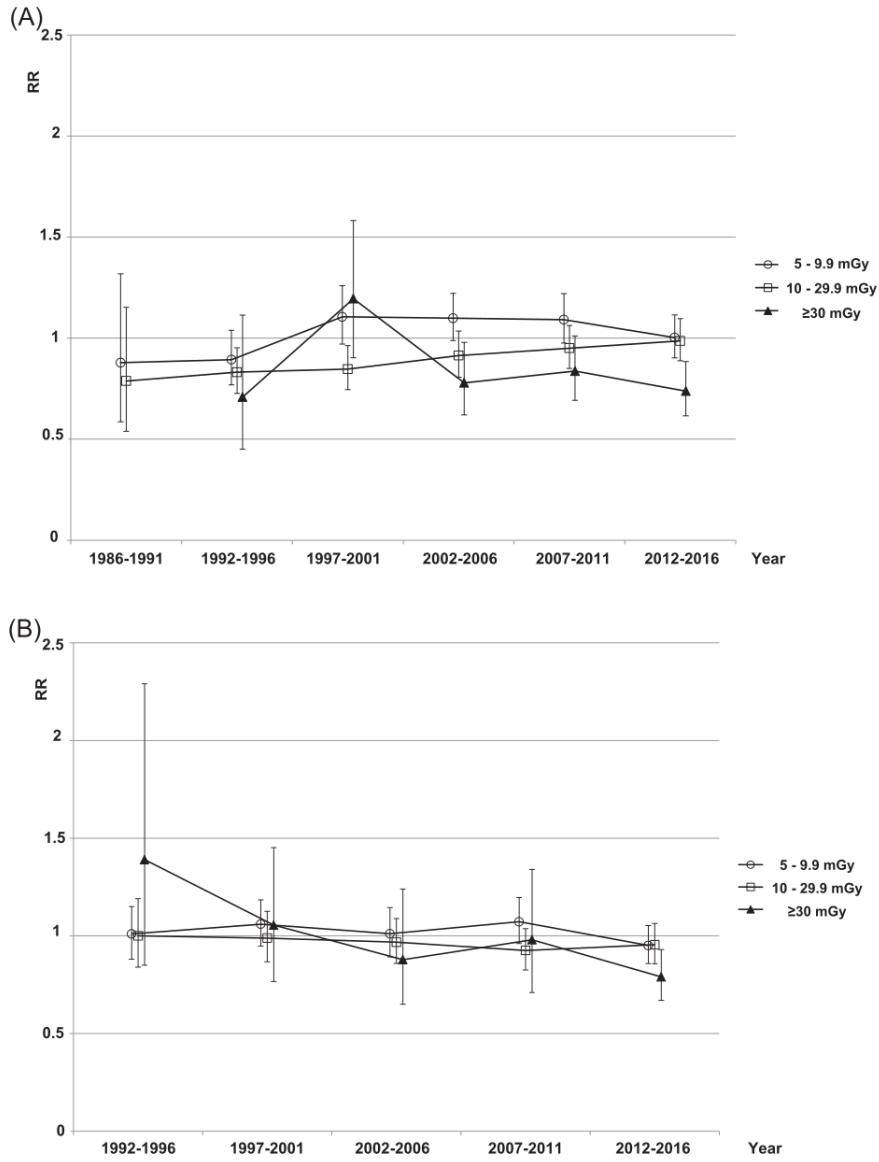 (A)
2.5
RR
2
1.5
1
0.5
0
1986-1991 1992-1996 1997-2001 2002-2006 2007-2011 2012-2016 Year
5 - 9.9 mGy
10 - 29.9 mGy
≥30 mGy
(B)
2.5
RR
2
1.5
1
0.5
0
1992-1996 1997-2001 2002-2006 2007-2011 2012-2016 Year
5 - 9.9 mGy
10 - 29.9 mGy
≥30 mGy